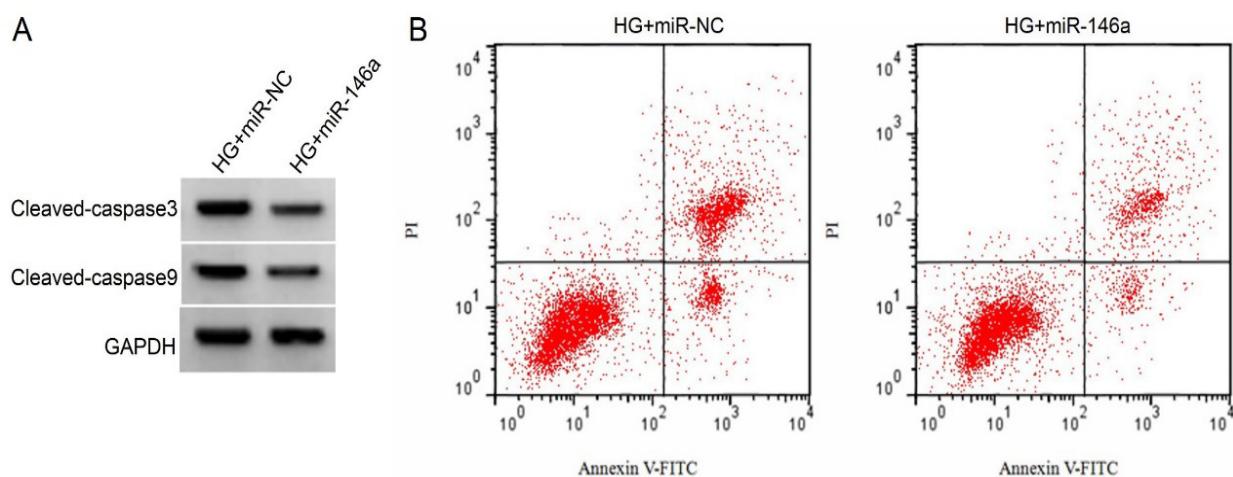 A
HG+miR-NC
HG+miR-146a
Cleaved-caspase3
Cleaved-caspase9
GAPDH
B
HG+miR-NC
10^4
10^3
10^2
10^1
10^0
PI
10^0 10^1 10^2 10^3 10^4
Annexin V-FITC
HG+miR-146a
10^4
10^3
10^2
10^1
10^0
PI
10^0 10^1 10^2 10^3 10^4
Annexin V-FITC